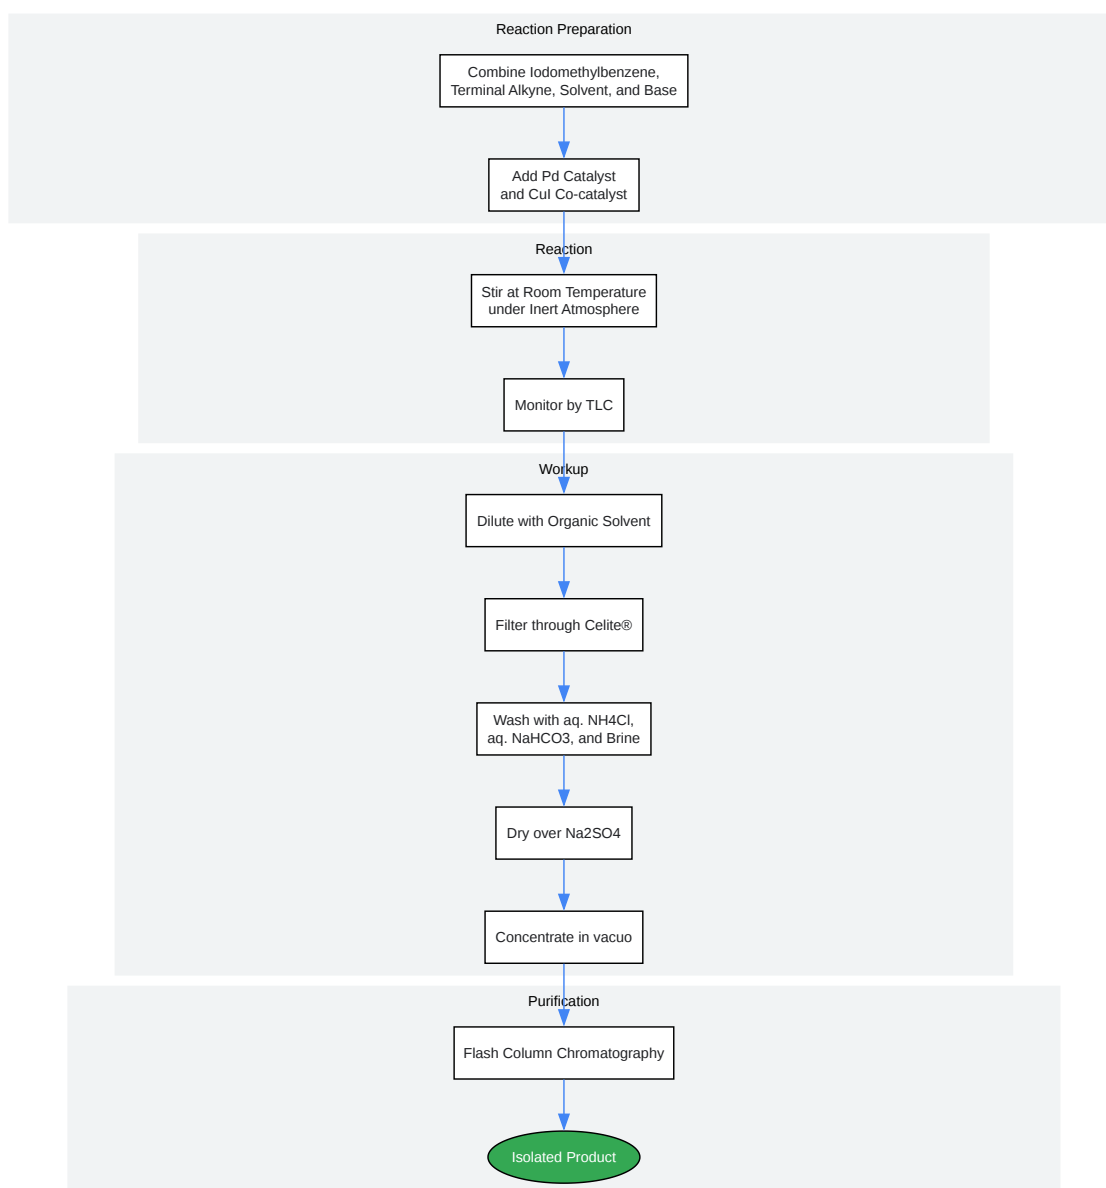 Reaction Preparation
Combine Iodomethylbenzene,
Terminal Alkyne, Solvent, and Base
Add Pd Catalyst
and CuI Co-catalyst
Reaction
Stir at Room Temperature
under Inert Atmosphere
Monitor by TLC
Workup
Dilute with Organic Solvent
Filter through Celite®
Wash with aq. NH4Cl,
aq. NaHCO3, and Brine
Dry over Na2SO4
Concentrate in vacuo
Purification
Flash Column Chromatography
Isolated Product